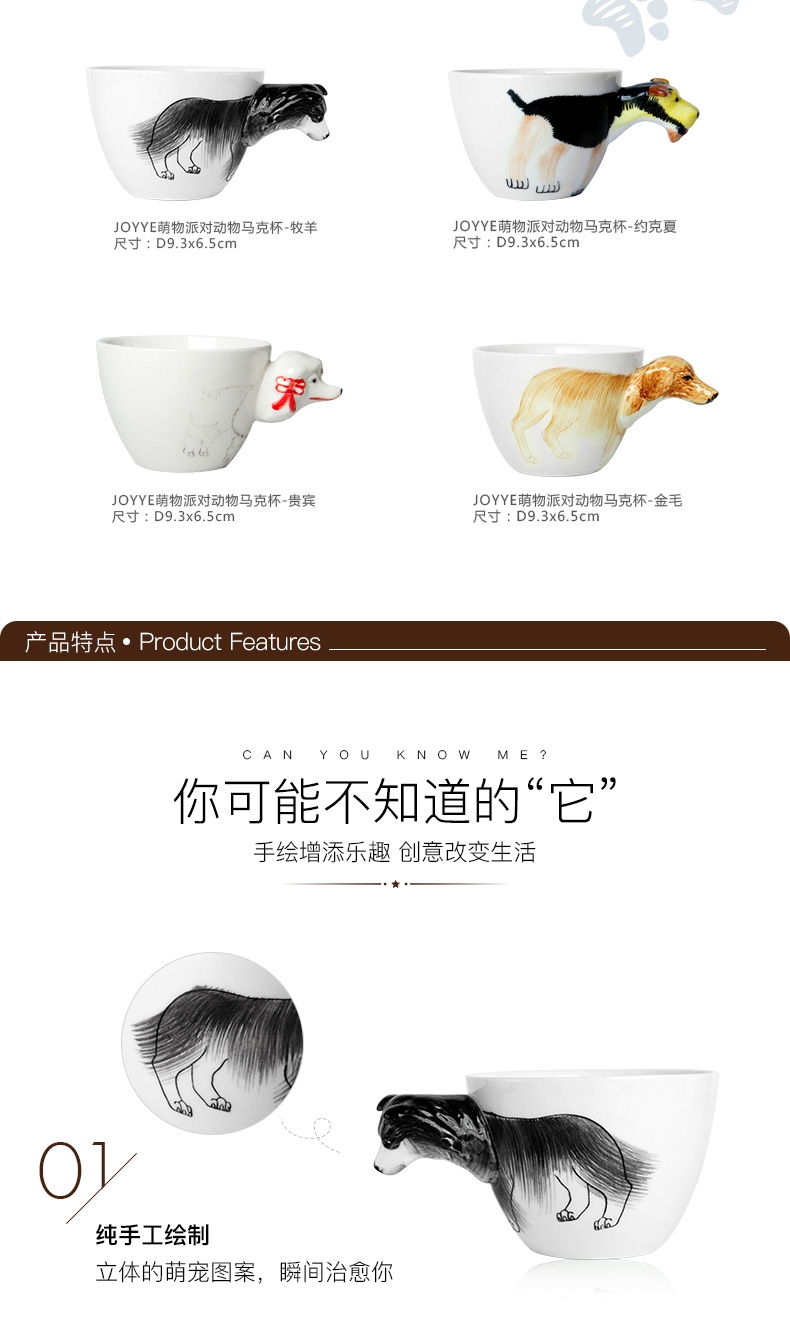 JOYYE萌物派对动物马克杯-牧羊
尺寸：D9.3x6.5cm
JOYYE萌物派对动物马克杯-约克夏
尺寸：D9.3x6.5cm
JOYYE萌物派对动物马克杯-贵宾
尺寸：D9.3x6.5cm
JOYYE萌物派对动物马克杯-金毛
尺寸：D9.3x6.5cm
产品特点•Product Features
CAN YOU KNOW ME?
你可能不知道的“它”
手绘增添乐趣 创意改变生活
01
纯手工绘制
立体的萌宠图案，瞬间治愈你